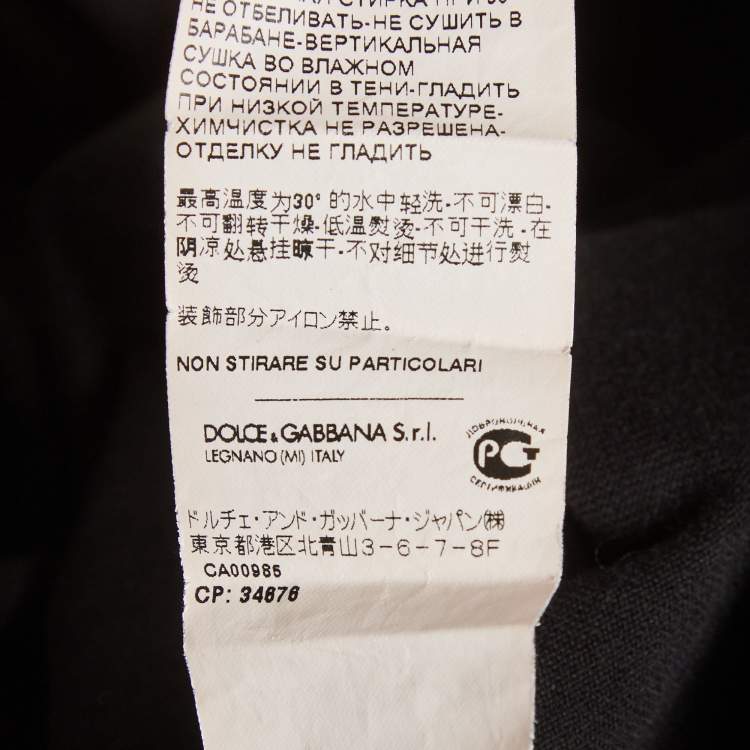 НЕ ОТБЕЛИВАТЬ-НЕ СУШИТЬ В
БАРАБАНЕ-ВЕРТИКАЛЬНАЯ
СУШКА ВО ВЛАЖНОМ
СОСТОЯНИИ В ТЕНИ-ГЛАДИТЬ
ПРИ НИЗКОЙ ТЕМПЕРАТУРЕ-
ХИМЧИСТКА НЕ РАЗРЕШЕНА-
ОТДЕЛКУ НЕ ГЛАДИТЬ
最高温度为30°的水中轻洗-不可漂白-
不可翻转干燥-低温熨烫-不可干洗-在
阴凉处悬挂晾干-不对细节处进行熨
烫
装飾部分アイロン禁止。
NON STIRARE SU PARTICOLARI
DOLCE & GABBANA S.r.l.
LEGNANO (MI) ITALY
ДОБРОВОЛЬНАЯ
РСТ
СЕРТИФИКАЦИЯ
ドルチェ・アンド・ガッバーナ・ジャパン㈱
東京都港区北青山3-6-7-8F
CA00965
CP: 34676